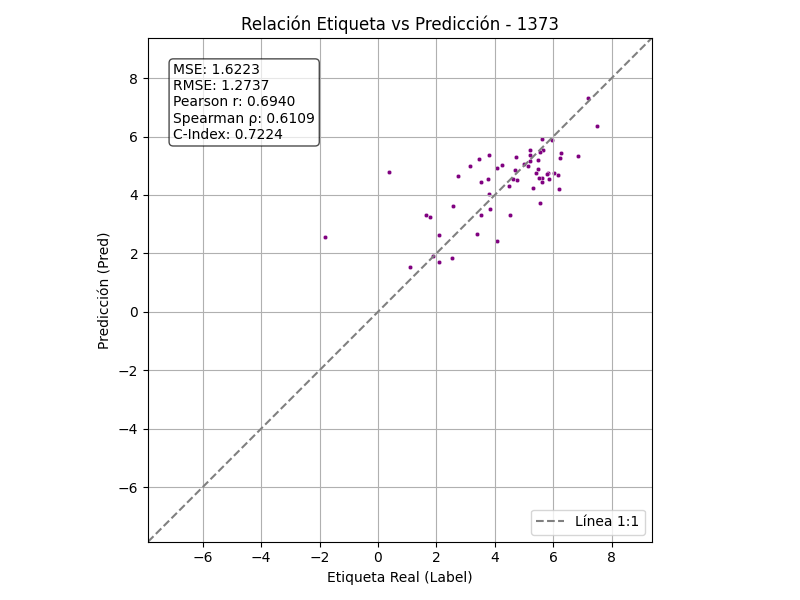 Relación Etiqueta vs Predicción - 1373
MSE: 1.6223
RMSE: 1.2737
Pearson r: 0.6940
Spearman ρ: 0.6109
C-Index: 0.7224
Predicción (Pred)
8
6
4
2
0
−2
−4
−6
Línea 1:1
−6 −4 −2 0 2 4 6 8
Etiqueta Real (Label)